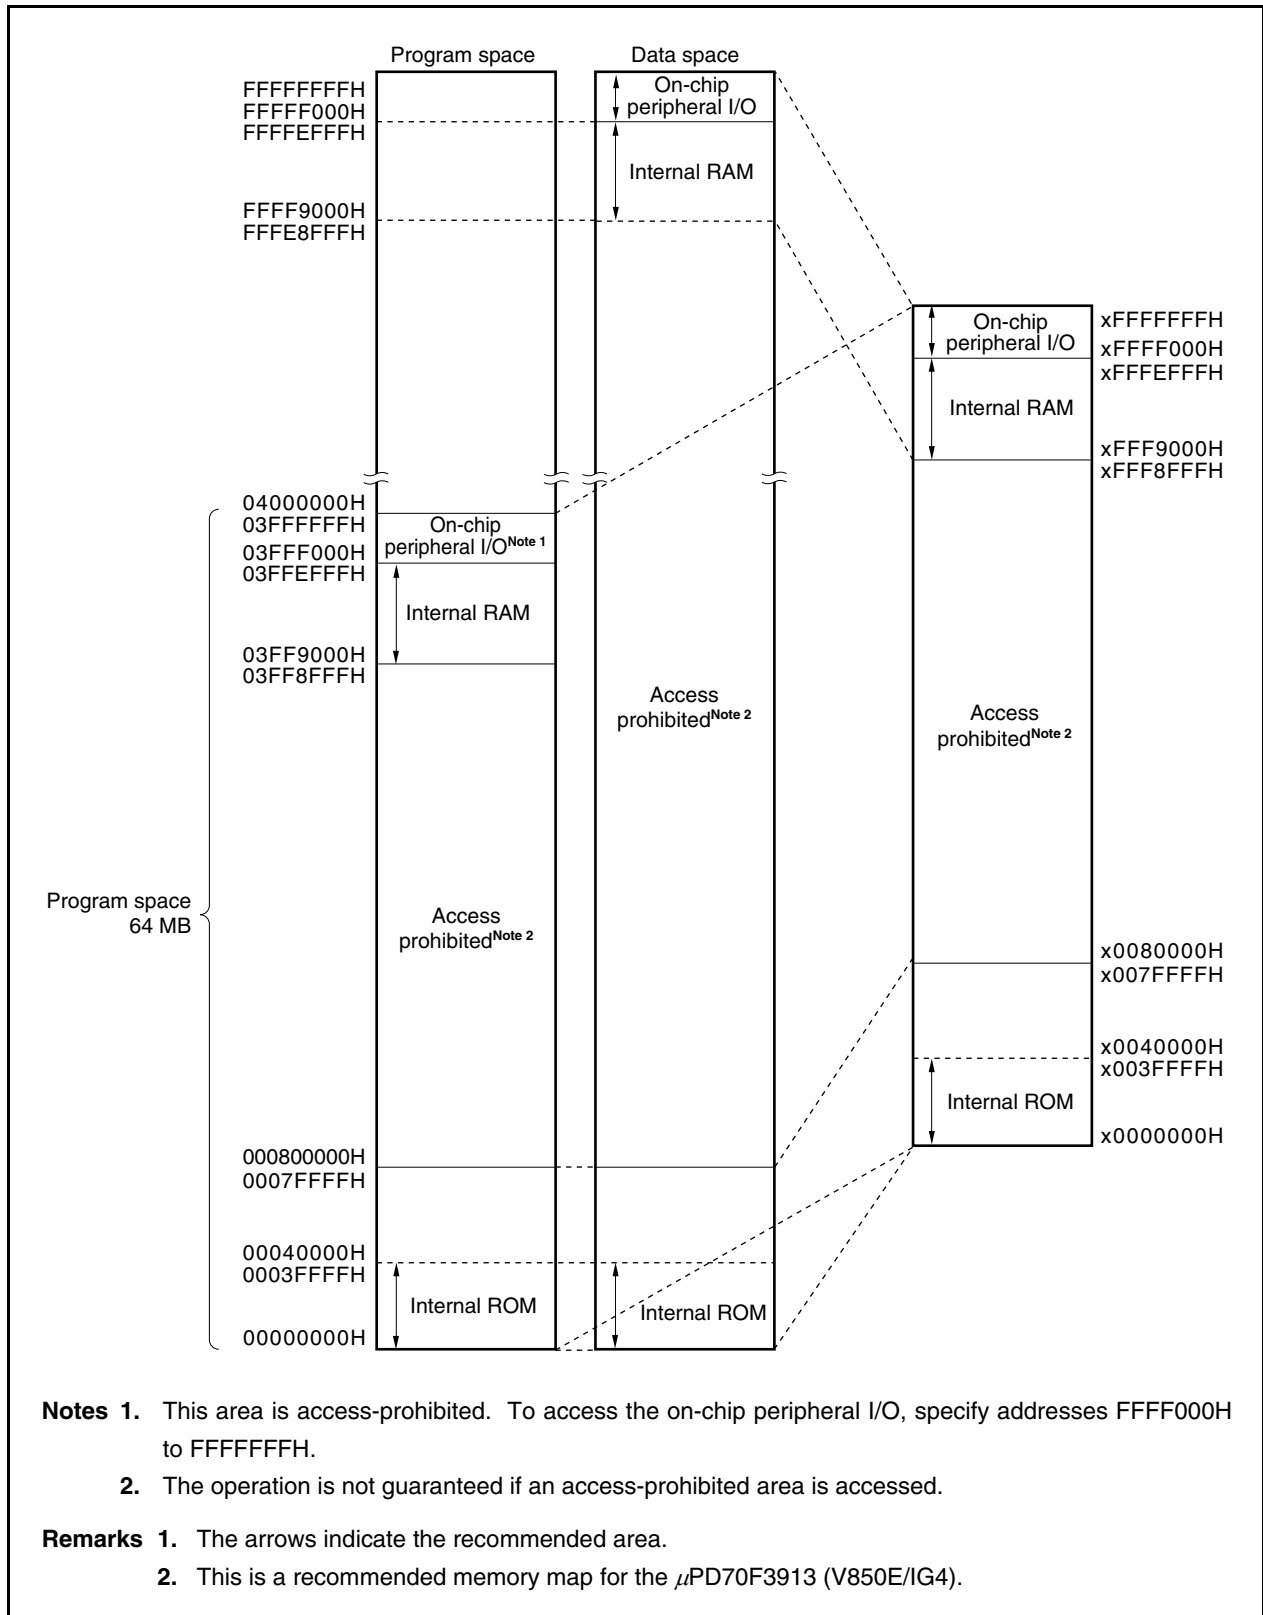 Program space
Data space
FFFFFFFFH
FFFFF000H
FFFFEFFFH
FFFF9000H
FFFE8FFFH
On-chip
peripheral I/O
Internal RAM
On-chip
peripheral I/O
xFFFFFFFH
xFFFF000H
xFFFEFFFH
Internal RAM
xFFF9000H
xFFF8FFFH
04000000H
03FFFFFFH
03FFF000H
03FFEFFFH
On-chip
peripheral I/ONote 1
Internal RAM
03FF9000H
03FF8FFFH
Access
prohibitedNote 2
Access
prohibitedNote 2
Program space
64 MB
Access
prohibitedNote 2
x0080000H
x007FFFFH
x0040000H
x003FFFFH
Internal ROM
x0000000H
000800000H
0007FFFFH
00040000H
0003FFFFH
Internal ROM
Internal ROM
00000000H
Notes 1. This area is access-prohibited. To access the on-chip peripheral I/O, specify addresses FFFF000H
to FFFFFFFH.
2. The operation is not guaranteed if an access-prohibited area is accessed.
Remarks 1. The arrows indicate the recommended area.
2. This is a recommended memory map for the μPD70F3913 (V850E/IG4).